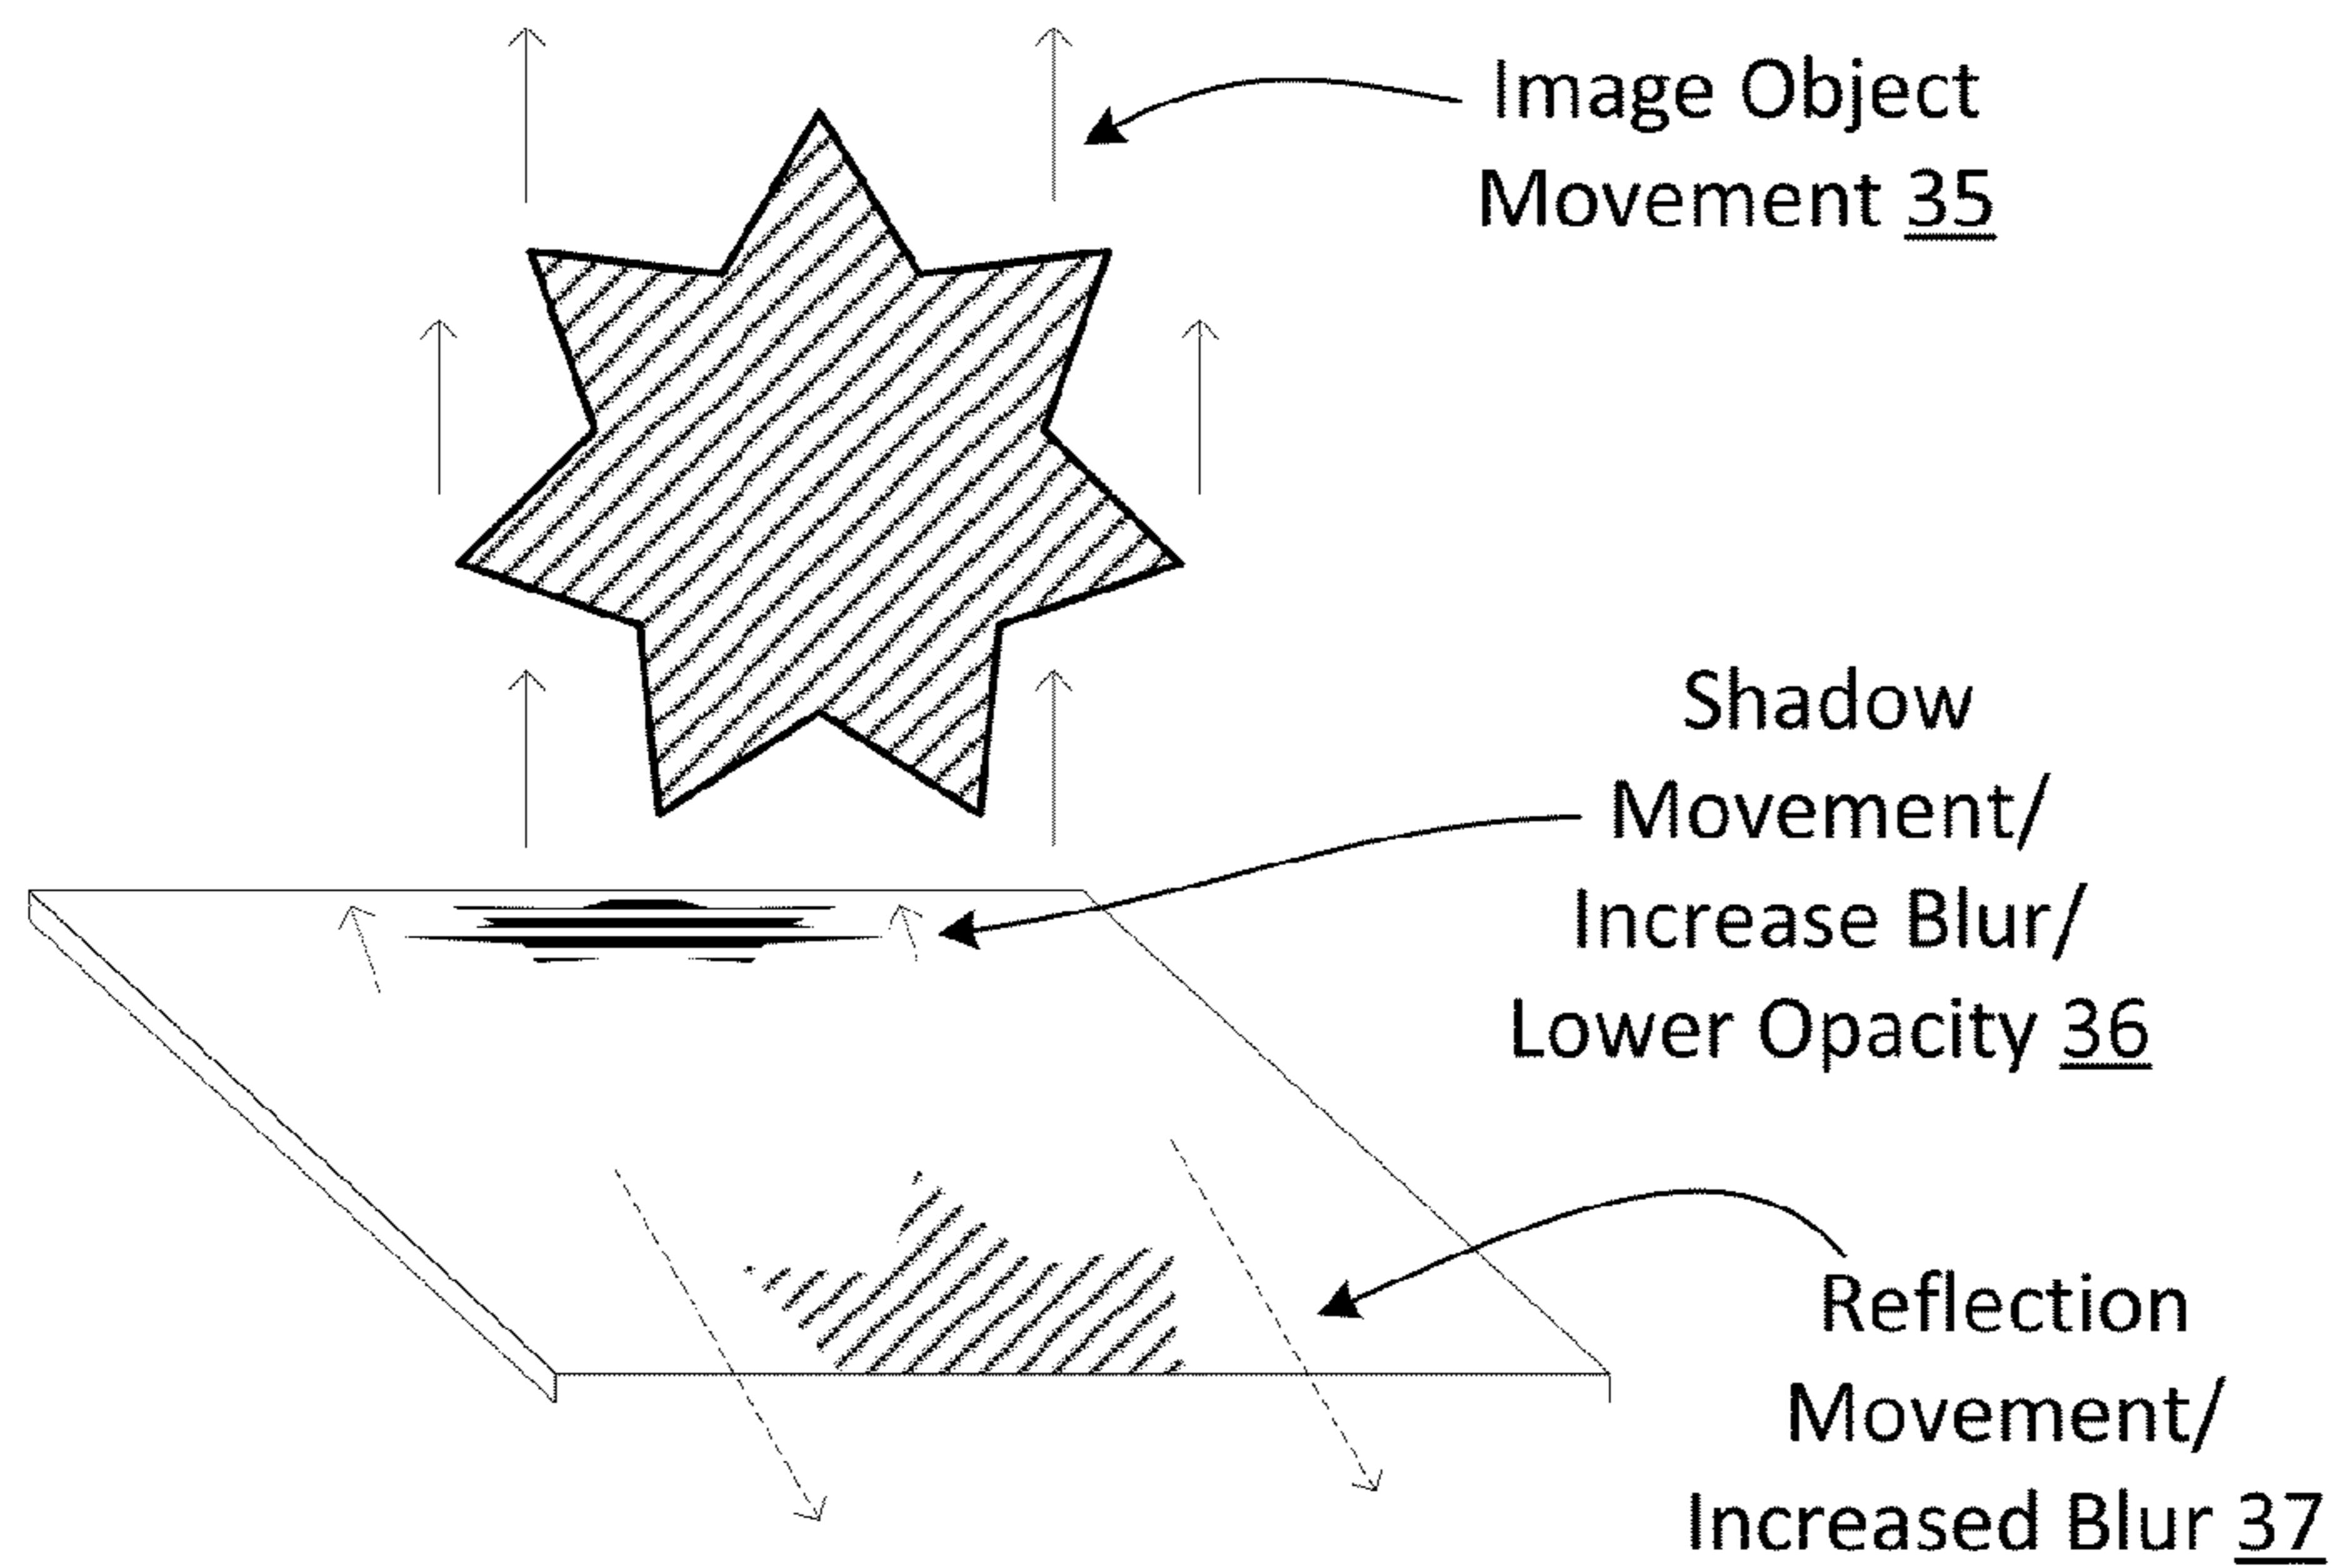 Image Object
Movement 35
Shadow
Movement/
Increase Blur/
Lower Opacity 36
Reflection
Movement/
Increased Blur 37